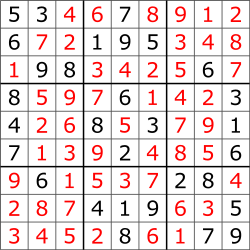 5 3 4 6 7 8 9 1 2
6 7 2 1 9 5 3 4 8
1 9 8 3 4 2 5 6 7
8 5 9 7 6 1 4 2 3
4 2 6 8 5 3 7 9 1
7 1 3 9 2 4 8 5 6
9 6 1 5 3 7 2 8 4
2 8 7 4 1 9 6 3 5
3 4 5 2 8 6 1 7 9